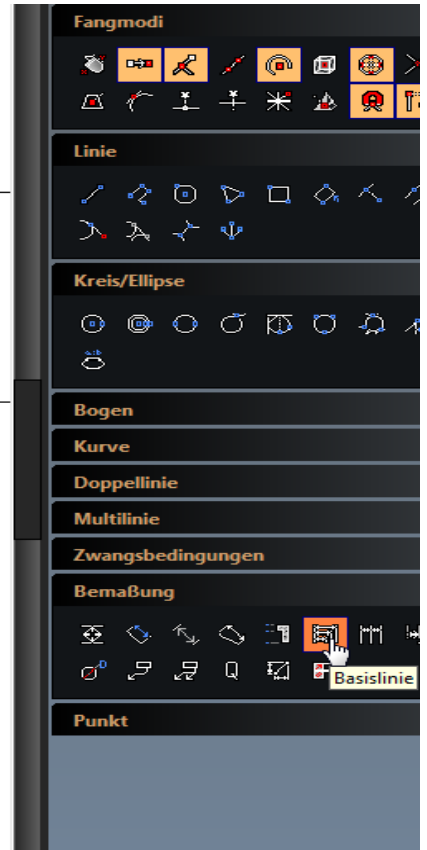 Fangmodi
Linie
Kreis/Ellipse
Bogen
Kurve
Doppellinie
Multilinie
Zwangsbedingungen
Bemaßung
Basislinie
Punkt